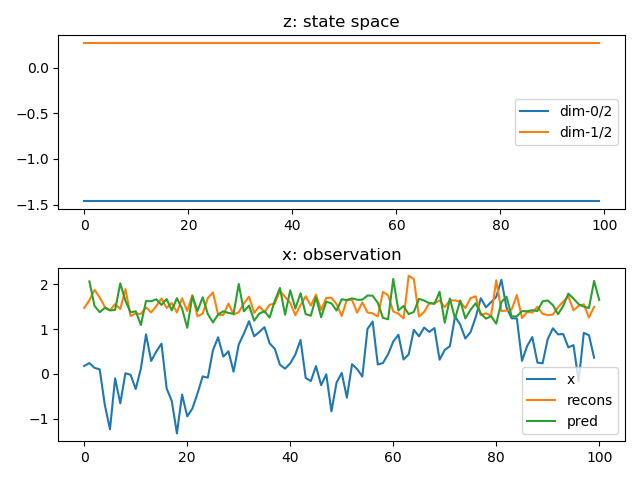 z: state space
0.0
−0.5
−1.0
−1.5
dim-0/2
dim-1/2
0
20
40
60
80
100
x: observation
2
1
0
−1
x
recons
pred
0
20
40
60
80
100